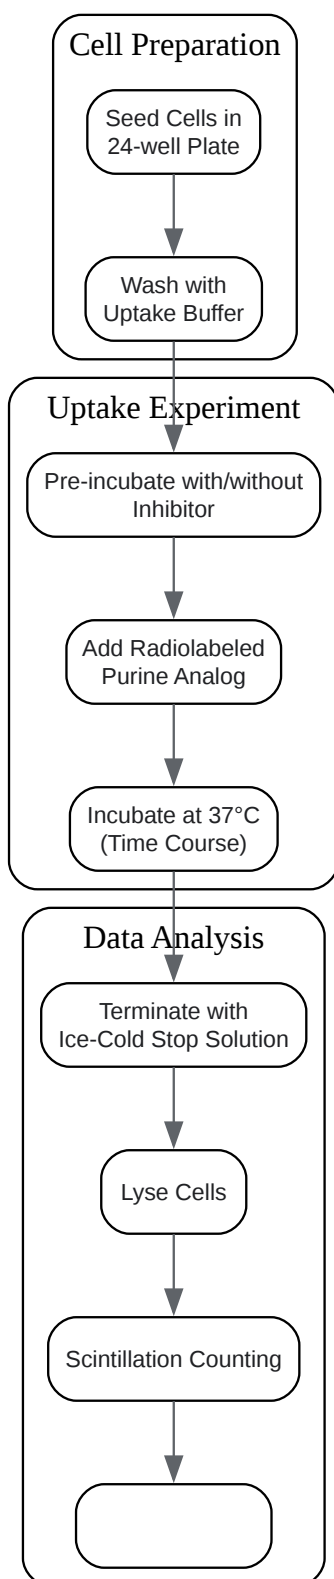 Cell Preparation
Seed Cells in
24-well Plate
Wash with
Uptake Buffer
Uptake Experiment
Pre-incubate with/without
Inhibitor
Add Radiolabeled
Purine Analog
Incubate at 37°C
(Time Course)
Data Analysis
Terminate with
Ice-Cold Stop Solution
Lyse Cells
Scintillation Counting